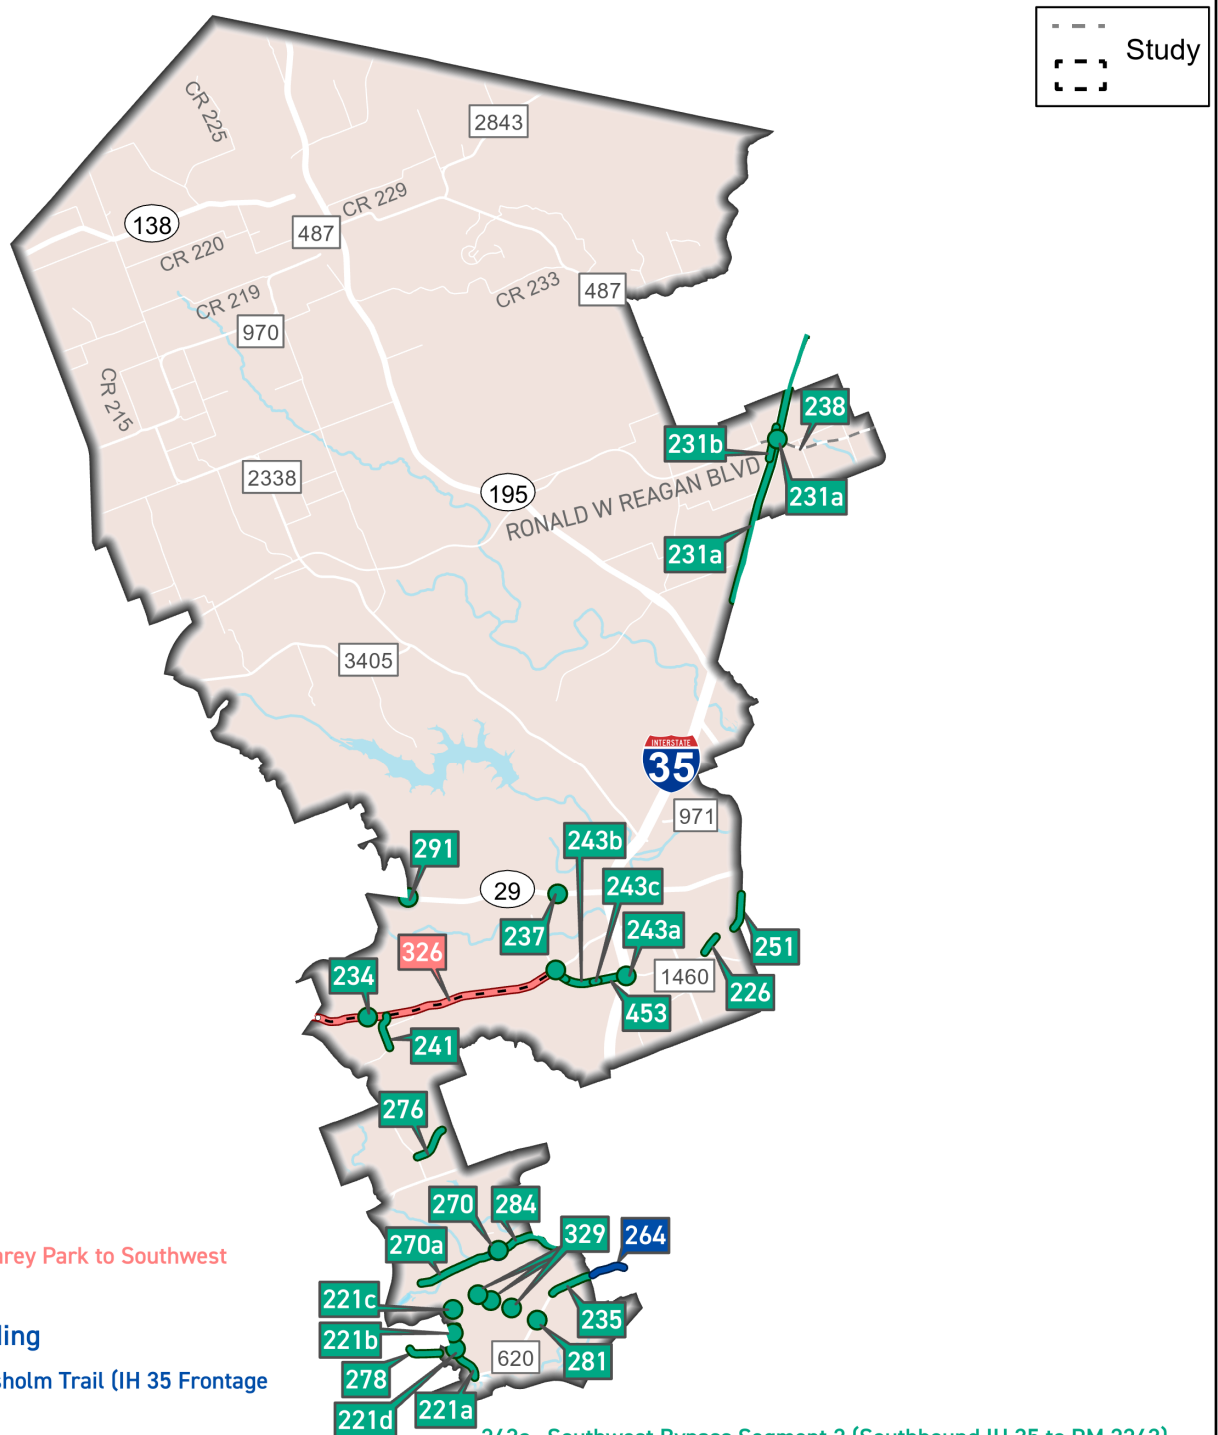 Study
CR 225
2843
138
CR 229
487
CR 220
CR 233
487
CR 219
970
CR 215
238
231b
2338
195
RONALD W REAGAN BLVD
231a
231a
3405
INTERSTATE
35
971
243b
291
29
243c
237
243a
326
251
234
1460
226
453
241
276
270
284
329
264
270a
rey Park to Southwest
221c
235
221b
ling
620
281
278
holm Trail (IH 35 Frontage
221a
221d